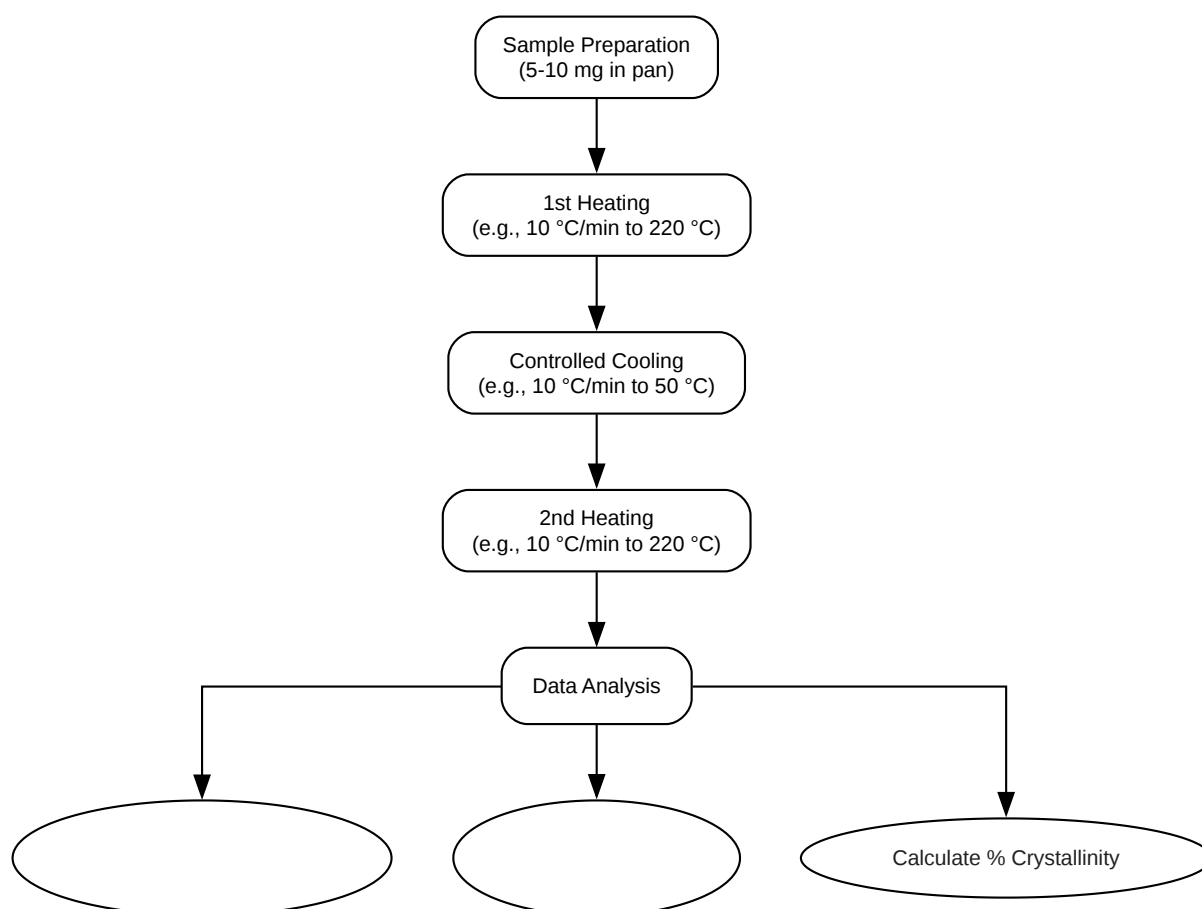 Sample Preparation
(5-10 mg in pan)
1st Heating
(e.g., 10 °C/min to 220 °C)
Controlled Cooling
(e.g., 10 °C/min to 50 °C)
2nd Heating
(e.g., 10 °C/min to 220 °C)
Data Analysis
Calculate % Crystallinity